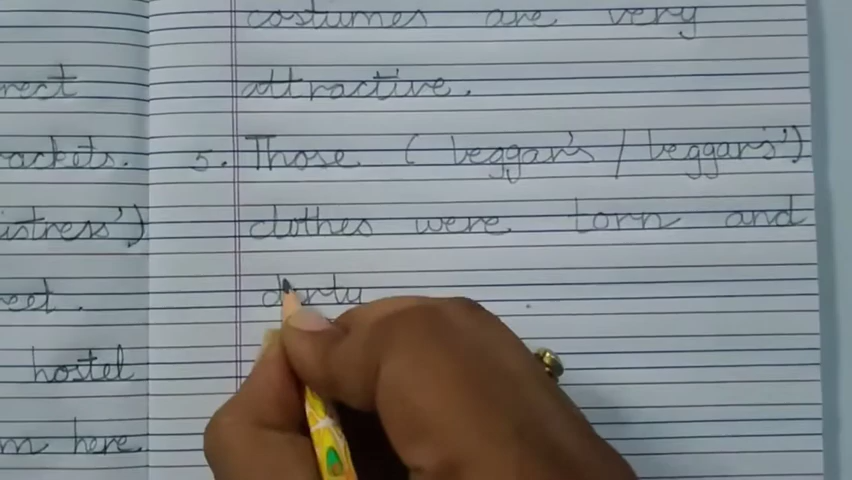 costumes are very
attractive.
5. Those ( beggar's / beggars')
clothes were torn and
dirty
rect
rackets.
istress')
eet.
hostel
m here